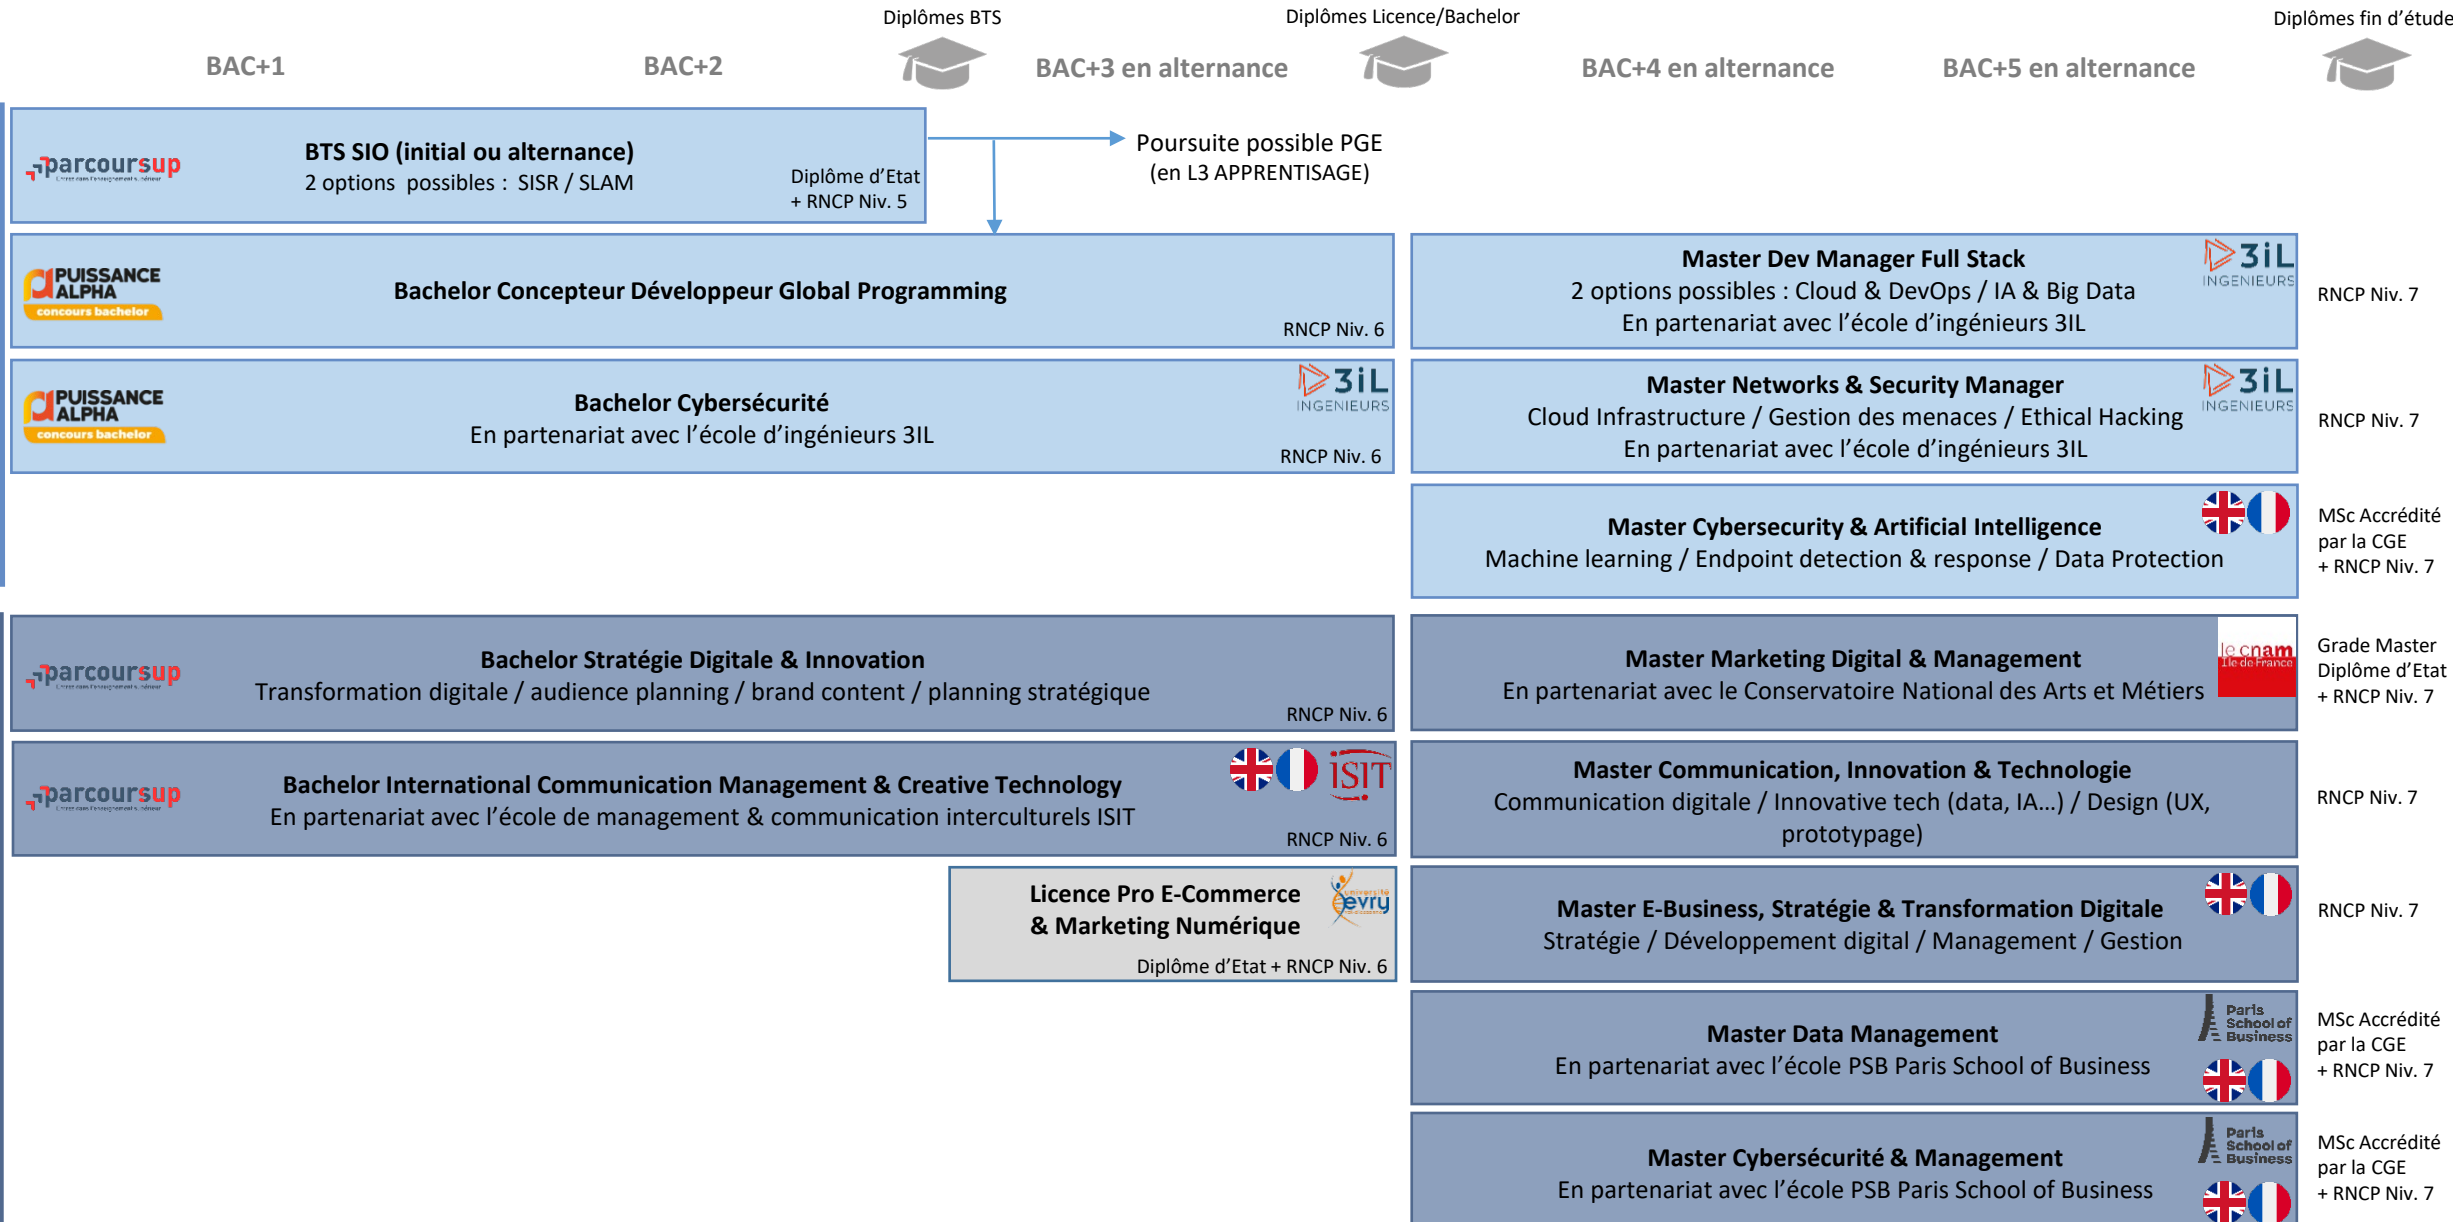 Diplômes BTS
Diplômes Licence/Bachelor
Diplômes fin d'étude
BAC+1
BAC+2
BAC+3 en alternance
BAC+4 en alternance
BAC+5 en alternance
parcoursup
Entrez dans l'enseignement supérieur
BTS SIO (initial ou alternance)
2 options possibles : SISR / SLAM
Diplôme d'Etat
+ RNCP Niv. 5
Poursuite possible PGE
(en L3 APPRENTISAGE)
PUISSANCE
ALPHA
concours bachelor
Bachelor Concepteur Développeur Global Programming
RNCP Niv. 6
Master Dev Manager Full Stack
2 options possibles : Cloud & DevOps / IA & Big Data
En partenariat avec l'école d'ingénieurs 3IL
3iL
INGENIEURS
RNCP Niv. 7
PUISSANCE
ALPHA
concours bachelor
Bachelor Cybersécurité
En partenariat avec l'école d'ingénieurs 3IL
3iL
INGENIEURS
RNCP Niv. 6
Master Networks & Security Manager
Cloud Infrastructure / Gestion des menaces / Ethical Hacking
En partenariat avec l'école d'ingénieurs 3IL
3iL
INGENIEURS
RNCP Niv. 7
Master Cybersecurity & Artificial Intelligence
Machine learning / Endpoint detection & response / Data Protection
MSc Accrédité
par la CGE
+ RNCP Niv. 7
parcoursup
Entrez dans l'enseignement supérieur
Bachelor Stratégie Digitale & Innovation
Transformation digitale / audience planning / brand content / planning stratégique
RNCP Niv. 6
Master Marketing Digital & Management
En partenariat avec le Conservatoire National des Arts et Métiers
le cnam
Ile-de-France
Grade Master
Diplôme d'Etat
+ RNCP Niv. 7
parcoursup
Entrez dans l'enseignement supérieur
Bachelor International Communication Management & Creative Technology
En partenariat avec l'école de management & communication interculturels ISIT
iSIT
RNCP Niv. 6
Master Communication, Innovation & Technologie
Communication digitale / Innovative tech (data, IA…) / Design (UX,
prototypage)
RNCP Niv. 7
Licence Pro E-Commerce
& Marketing Numérique
université
evry
Diplôme d'Etat + RNCP Niv. 6
Master E-Business, Stratégie & Transformation Digitale
Stratégie / Développement digital / Management / Gestion
RNCP Niv. 7
Master Data Management
En partenariat avec l'école PSB Paris School of Business
Paris
School of
Business
MSc Accrédité
par la CGE
+ RNCP Niv. 7
Master Cybersécurité & Management
En partenariat avec l'école PSB Paris School of Business
Paris
School of
Business
MSc Accrédité
par la CGE
+ RNCP Niv. 7